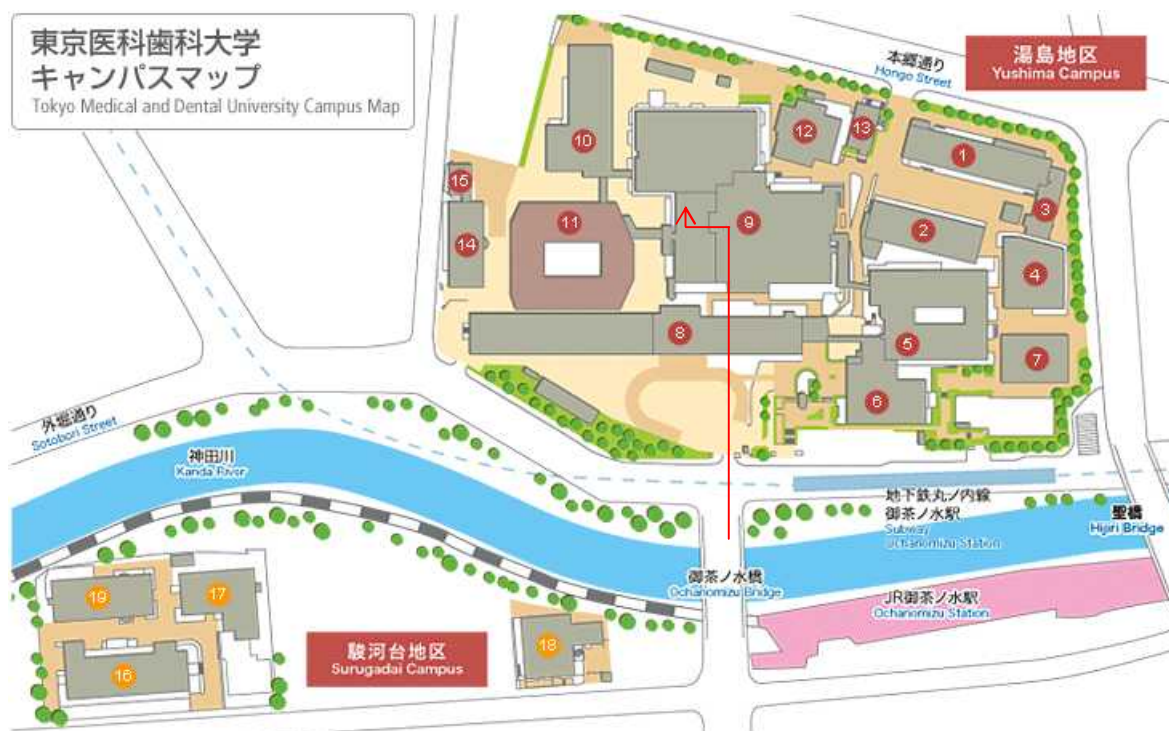 東京医科歯科大学
キャンパスマップ
Tokyo Medical and Dental University Campus Map
湯島地区
Yushima Campus
本郷通り
Hongo Street
10
12
13
1
15
3
14
11
9
2
4
8
5
7
6
外堀通り
Sotobori Street
神田川
Kanda River
地下鉄丸ノ内線
御茶ノ水駅
Subway
Ochanomizu Station
聖橋
Hijiri Bridge
御茶ノ水橋
Ochanomizu Bridge
JR御茶ノ水駅
Ochanomizu Station
19
17
18
16
駿河台地区
Surugadai Campus